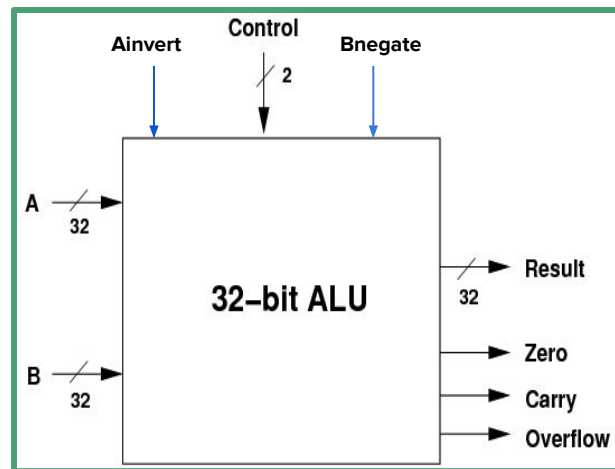 Ainvert
Control
Bnegate
2
A
32
32-bit ALU
Result
32
B
32
Zero
Carry
Overflow